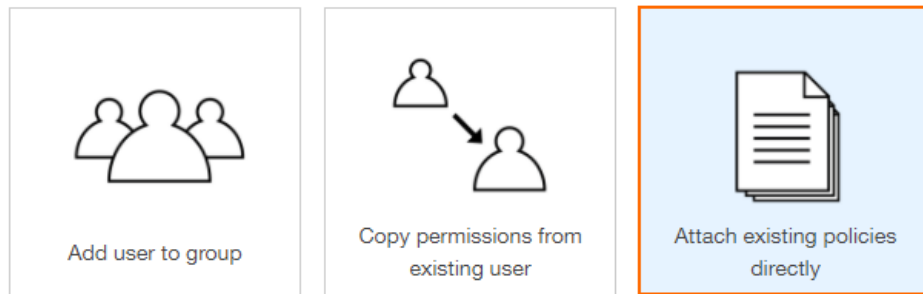 Add user to group
Copy permissions from
existing user
Attach existing policies
directly